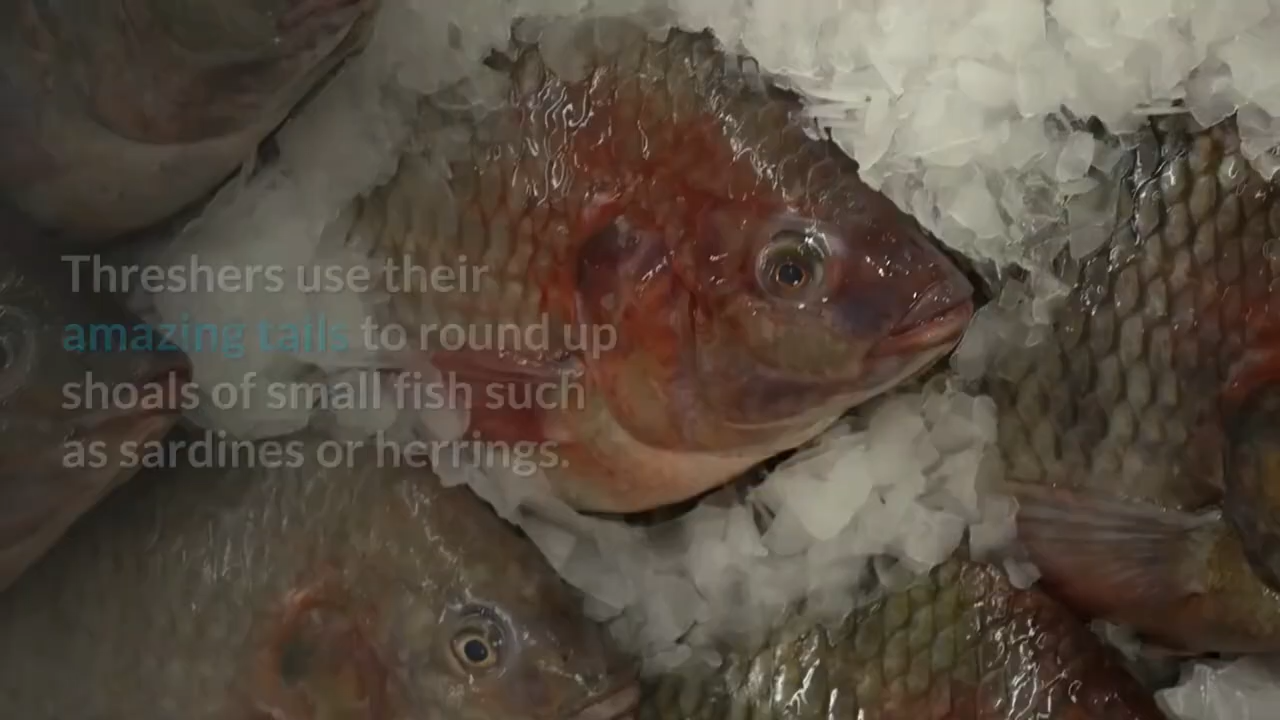 Threshers use their
amazing tails to round up
shoals of small fish such
as sardines or herrings.